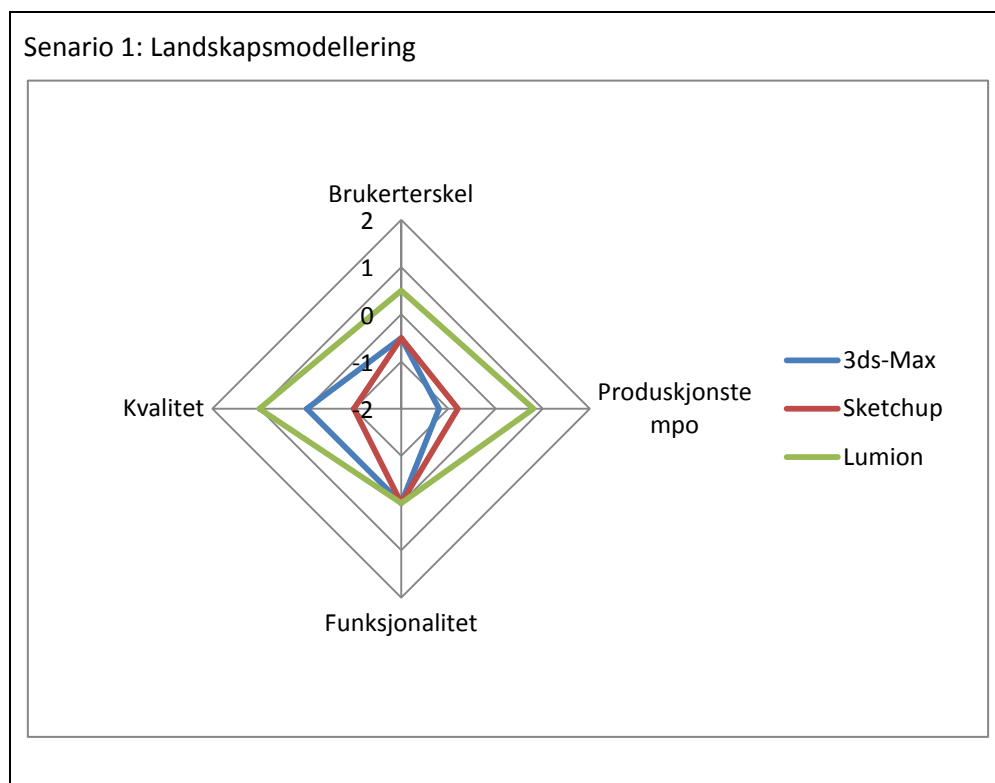 Senario 1: Landskapsmodellering
Brukerterskel
2
1
0
-1
-2
Kvalitet
Produskjonste
mpo
Funksjonalitet
3ds-Max
Sketchup
Lumion